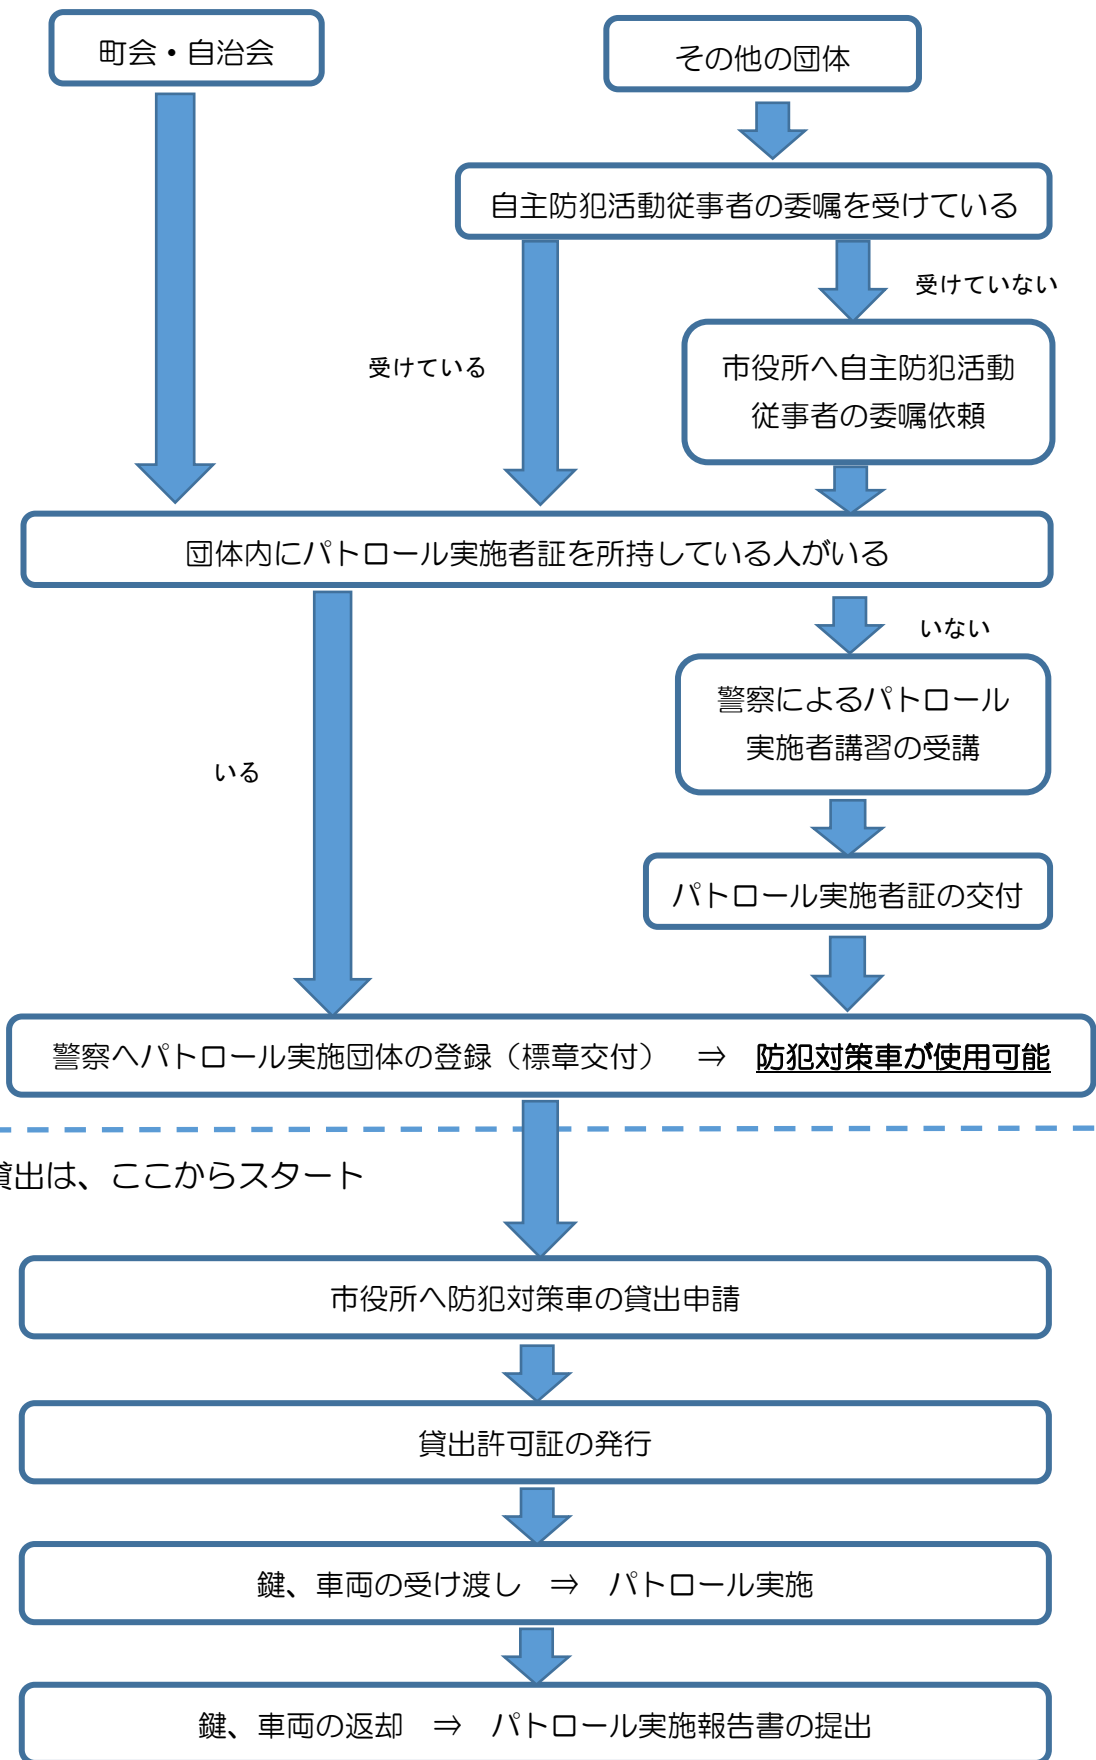 町会・自治会
その他の団体
自主防犯活動従事者の委嘱を受けている
受けていない
受けている
市役所へ自主防犯活動
従事者の委嘱依頼
団体内にパトロール実施者証を所持している人がいる
いない
警察によるパトロール
実施者講習の受講
いる
パトロール実施者証の交付
警察へパトロール実施団体の登録（標章交付）　⇒　防犯対策車が使用可能
貸出は、ここからスタート
市役所へ防犯対策車の貸出申請
貸出許可証の発行
鍵、車両の受け渡し　⇒　パトロール実施
鍵、車両の返却　⇒　パトロール実施報告書の提出